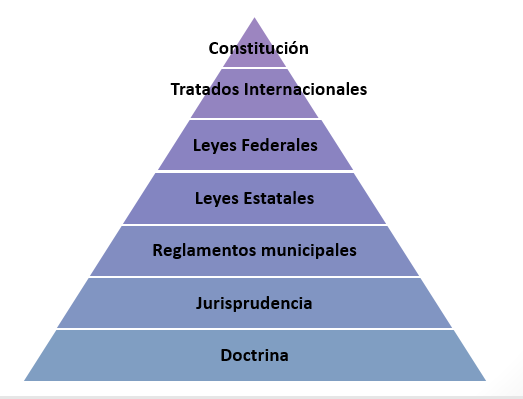 Constitución
Tratados Internacionales
Leyes Federales
Leyes Estatales
Reglamentos municipales
Jurisprudencia
Doctrina